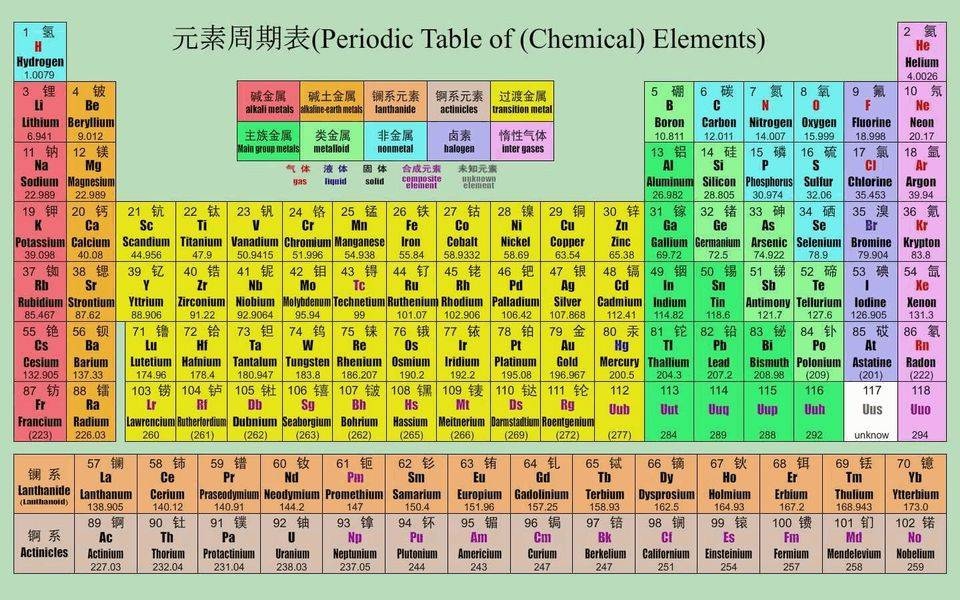 元素周期表(Periodic Table of (Chemical) Elements)
1 氢 2 氦
H He
Hydrogen Helium
1.0079 4.0026
碱金属 碱土金属 镧系元素 锕系元素 过渡金属
alkali metals alkaline-earth metals lanthanide actinicles transition metal
主族金属 类金属 非金属 卤素 惰性气体
Main group metals metalloid nonmetal balogen inter gases
气体 液体 固体 合成元素 未知元素
gas liquid solid composite element unknown element
3 锂 4 铍 5 硼 6 碳 7 氮 8 氧 9 氟 10 氖
Li Be B C N O F Ne
Lithium Beryllium Boron Carbon Nitrogen Oxygen Fluorine Neon
6.941 9.012 10.811 12.011 14.007 15.999 18.998 20.17
11 钠 12 镁 13 铝 14 硅 15 磷 16 硫 17 氯 18 氩
Na Mg Al Si P S Cl Ar
Sodium Magnesium Aluminum Silicon Phosphorus Sulfur Chlorine Argon
22.989 22.989 26.982 28.805 30.974 32.06 35.453 39.94
19 钾 20 钙 21 钪 22 钛 23 钒 24 铬 25 锰 26 铁 27 钴 28 镍 29 铜 30 锌 31 镓 32 锗 33 砷 34 硒 35 溴 36 氪
K Ca Sc Ti V Cr Mn Fe Co Ni Cu Zn Ga Ge As Se Br Kr
Potassium Calcium Scandium Titanium Vanadium Chromium Manganese Iron Cobalt Nickel Copper Zinc Gallium Germanium Arsenic Selenium Bromine Krypton
39.098 40.08 44.956 47.9 50.9415 51.996 54.938 55.84 58.9332 58.69 63.54 65.38 69.72 72.5 74.922 78.9 79.904 83.8
37 铷 38 锶 39 钇 40 锆 41 铌 42 钼 43 锝 44 钌 45 铑 46 钯 47 银 48 镉 49 铟 50 锡 51 锑 52 碲 53 碘 54 氙
Rb Sr Y Zr Nb Mo Tc Ru Rh Pd Ag Cd In Sn Sb Te I Xe
Rubidium Strontium Yttrium Zirconium Niobium Molybdenum Technetium Ruthenium Rhodium Palladium Silver Cadmium Indium Tin Antimony Tellurium Iodine Xenon
85.467 87.62 88.906 91.22 92.9064 95.94 99 101.07 102.906 106.42 107.868 112.41 114.82 118.6 121.7 127.6 126.905 131.3
55 铯 56 钡 71 镥 72 铪 73 钽 74 钨 75 铼 76 锇 77 铱 78 铂 79 金 80 汞 81 铊 82 铅 83 铋 84 钋 85 砹 86 氡
Cs Ba Lu Hf Ta W Re Os Ir Pt Au Hg Tl Pb Bi Po At Rn
Cesium Barium Lutetium Hafnium Tantalum Tungsten Rhenium Osmium Iridium Platinum Gold Mercury Thallium Lead Bismuth Polonium Astatine Radon
132.905 137.33 174.96 178.4 180.947 183.8 186.207 190.2 192.2 195.08 196.967 200.5 204.3 207.2 208.98 (209) (201) (222)
87 钫 88 镭 103 铹 104 𬬻 105 𬭊 106 𬭳 107 𬭛 108 𬭶 109 鿏 110 𫟼 111 𬬭 112 113 114 115 116 117 118
Fr Ra Lr Rf Db Sg Bh Hs Mt Ds Rg Uub Uut Uuq Uup Uuh Uus Uuo
Francium Radium Lawrencium Rutherfordium Dubnium Seaborgium Bohrium Hassium Meitnerium Darmstadtium Roentgenium
(223) 226.03 260 (261) (262) (263) (262) (265) (266) (269) (272) (277) 284 289 288 292 unknow 294
镧系 57 镧 58 铈 59 镨 60 钕 61 钷 62 钐 63 铕 64 钆 65 铽 66 镝 67 钬 68 铒 69 铥 70 镱
Lanthanide La Ce Pr Nd Pm Sm Eu Gd Tb Dy Ho Er Tm Yb
(Lanthanoid) Lanthanum Cerium Praseodymium Neodymium Promethium Samarium Europium Gadolinium Terbium Dysprosium Holmium Erbium Thulium Ytterbium
138.905 140.12 140.91 144.2 147 150.4 151.96 157.25 158.93 162.5 164.93 167.2 168.943 173.0
锕系 89 锕 90 钍 91 镤 92 铀 93 镎 94 钚 95 镅 96 锔 97 锫 98 锎 99 锿 100 镄 101 钔 102 锘
Actinicles Ac Th Pa U Np Pu Am Cm Bk Cf Es Fm Md No
Actinium Thorium Protactinium Uranium Neptunium Plutonium Americium Curium Berkelium Californium Einsteinium Fermium Mendelevium Nobelium
227.03 232.04 231.04 238.03 237.05 244 243 247 247 251 254 257 258 259